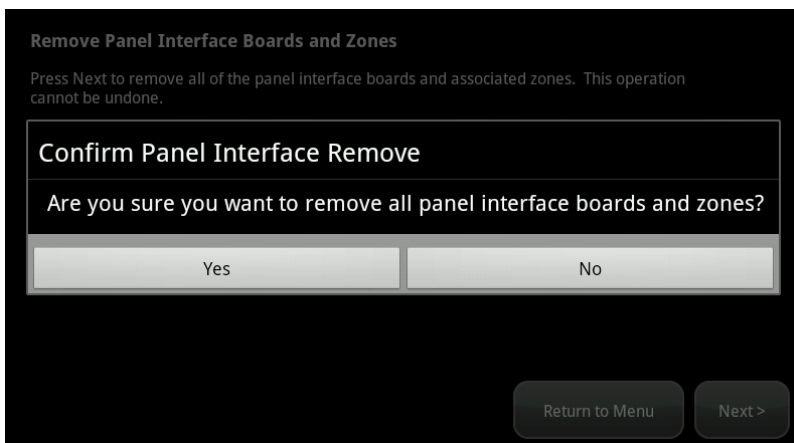 Remove Panel Interface Boards and Zones
Press Next to remove all of the panel interface boards and associated zones. This operation
cannot be undone.
Confirm Panel Interface Remove
Are you sure you want to remove all panel interface boards and zones?
Yes No
Return to Menu Next >